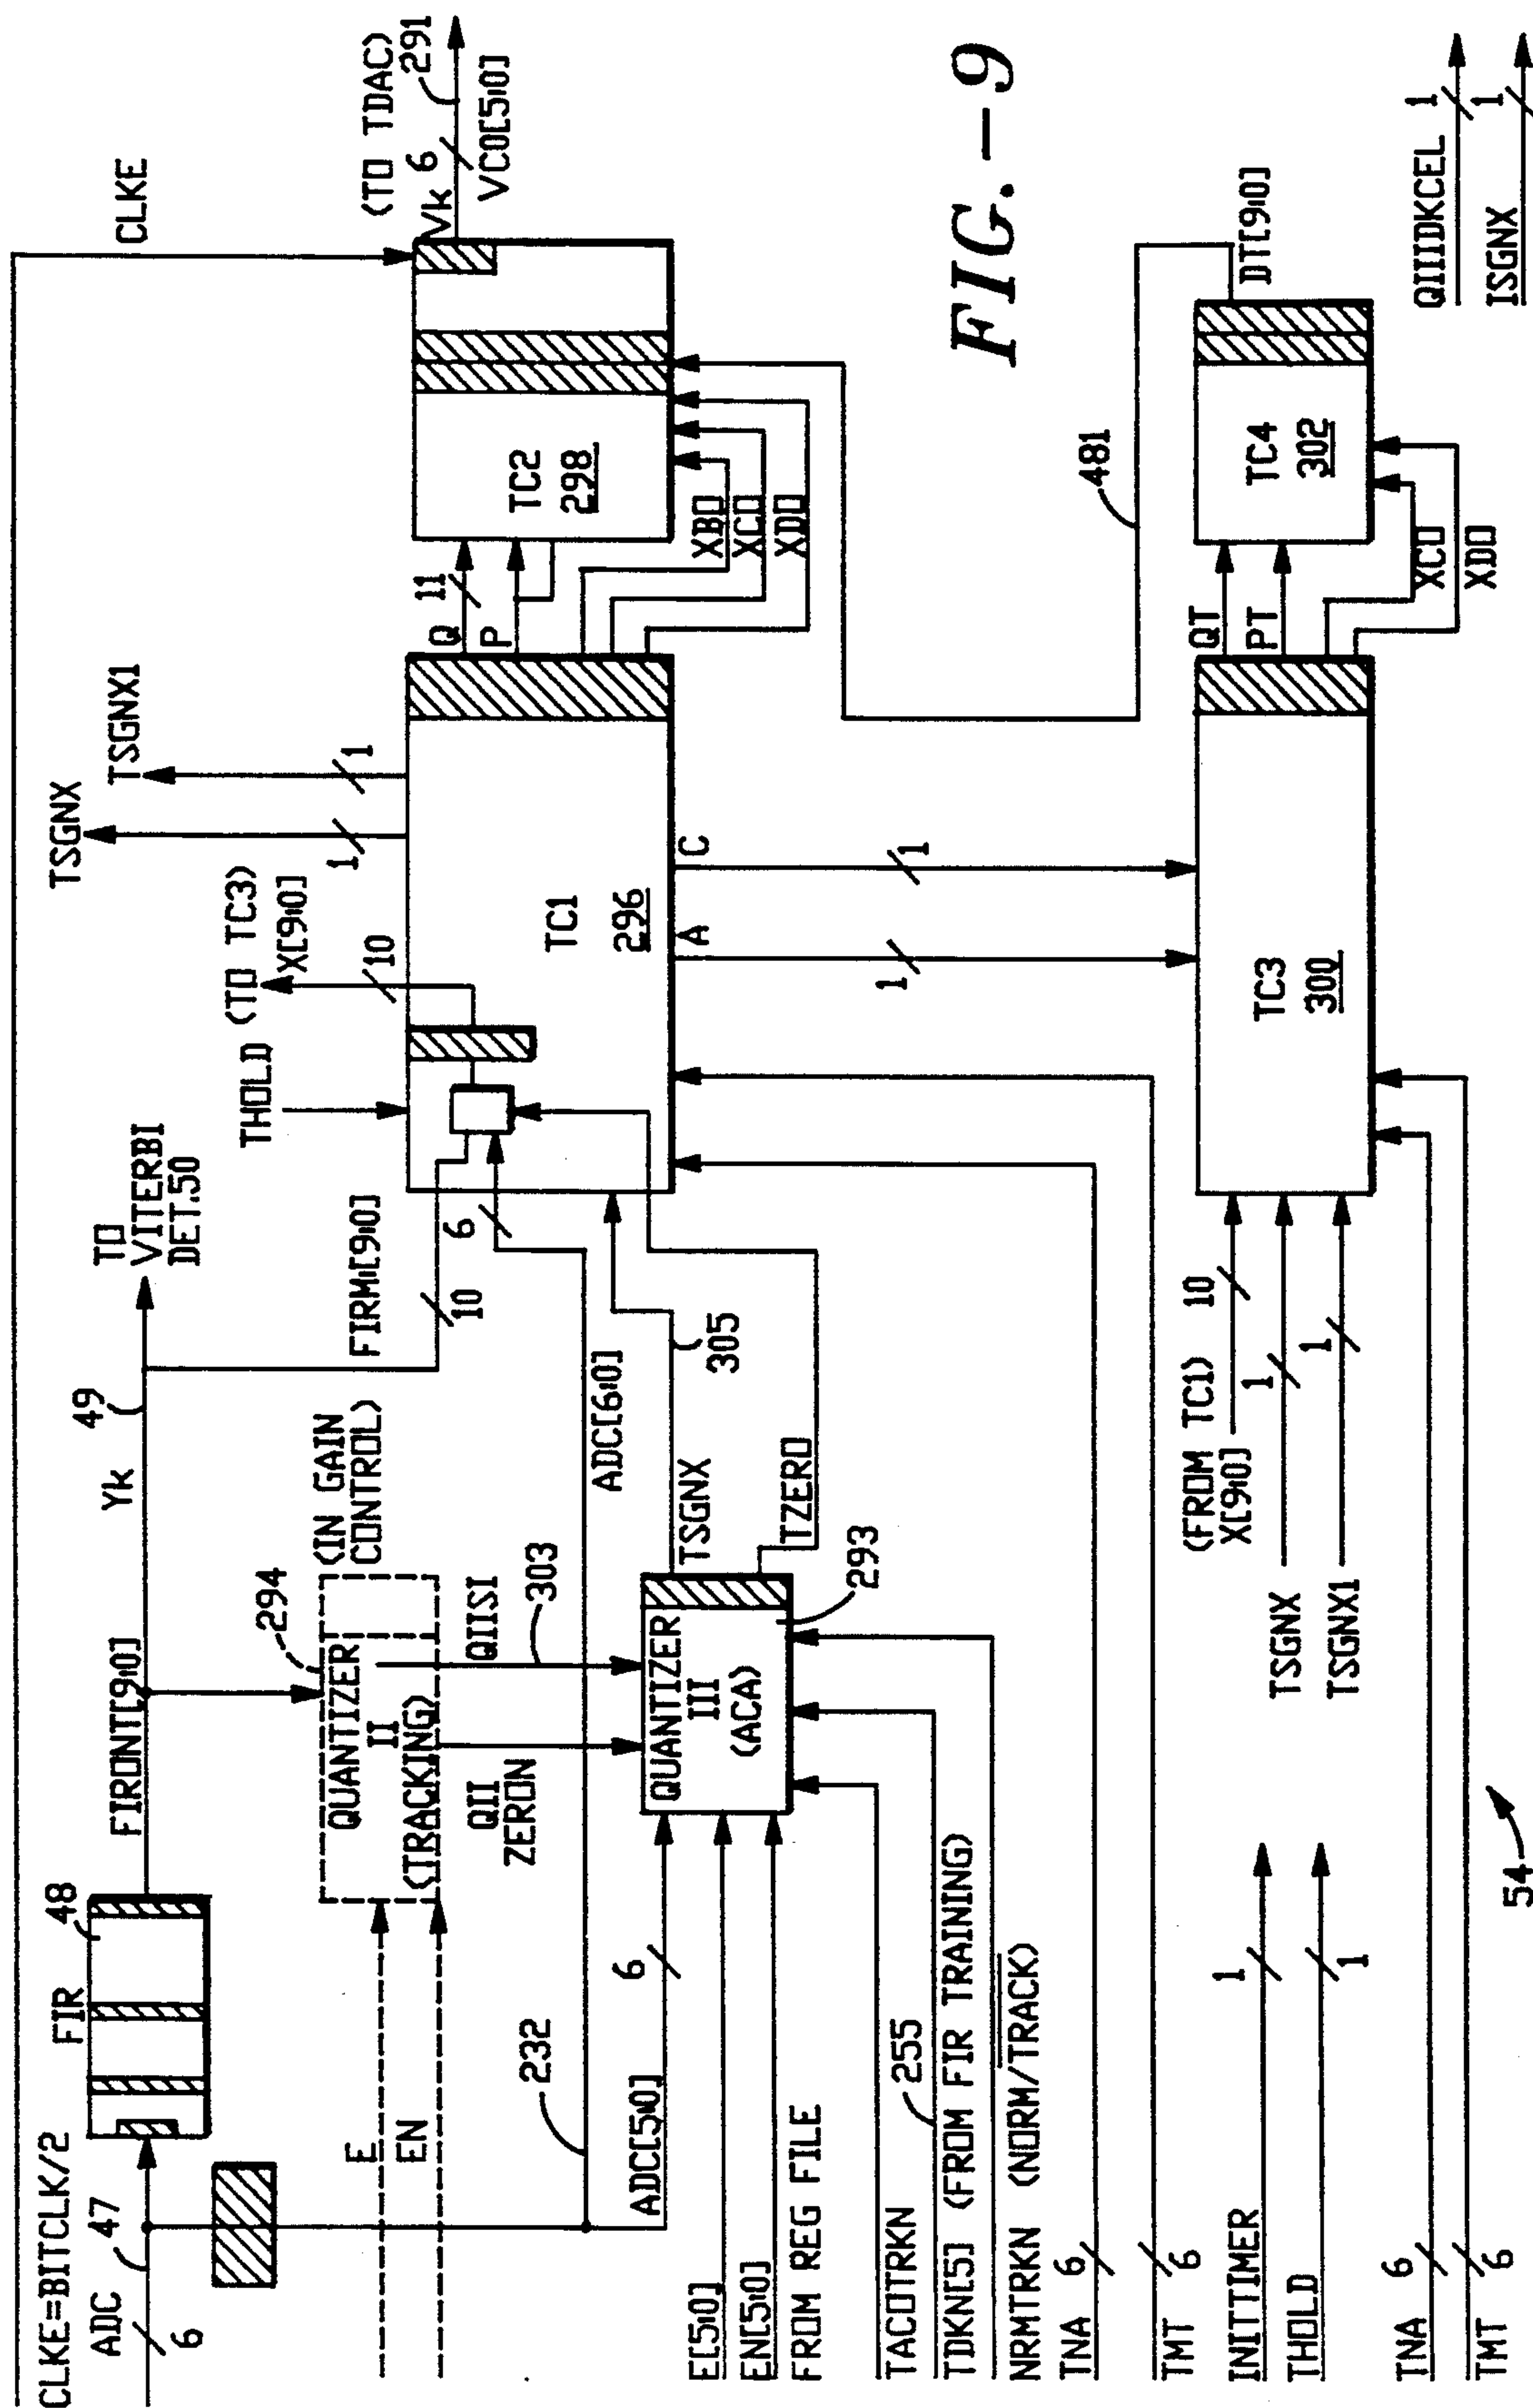 CLKE=BITCLK/2
CLKE
ADC
47
6
FIR
48
FIRONT[9:0]
Yk
49
TO
VITERBI
DET.50
294
QUANTIZER
II
(TRACKING)
(IN GAIN
CONTROL)
E
EN
QII
ZERON
QIISI
303
232
ADC[5:0]
6
E[5:0]
EN[5:0]
FROM REG FILE
QUANTIZER
III
(ACA)
293
TSGNX
305
TZERO
ADC[6:0]
6
FIRM[9:0]
10
THOLD
(TO TC3)
X[9:0]
10
TSGNX
1
TSGNX1
1
TC1
296
A
C
1
1
Q
11
P
XBO
XCO
XDO
TC2
298
(TO TDAC)
Vk
6
291
VCO[5:0]
TACOTRKN
255
TDKN[5] (FROM FIR TRAINING)
NRMTRKN (NORM/TRACK)
TNA
6
TMT
6
INITTIMER
1
THOLD
1
TNA
6
TMT
6
(FROM TC1)
X[9:0]
10
TSGNX
1
TSGNX1
1
TC3
300
QT
PT
XCO
XDO
TC4
302
DT[9:0]
481
QIIIDKCEL
1
ISGNX
1
54
FIG.-9